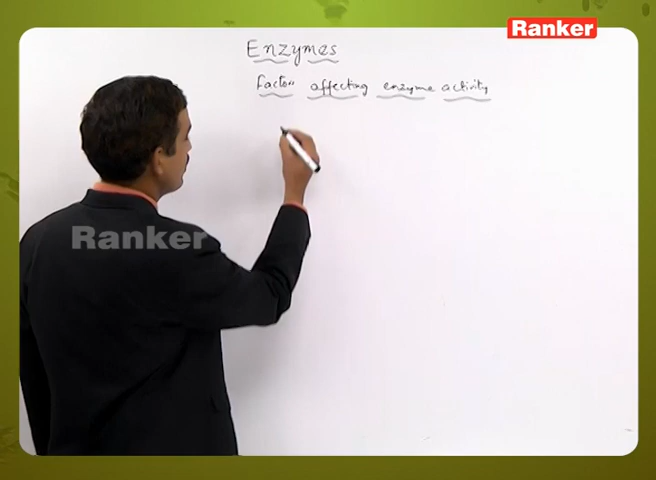 Ranker
Enzymes
Factors affecting enzyme activity
Ranker